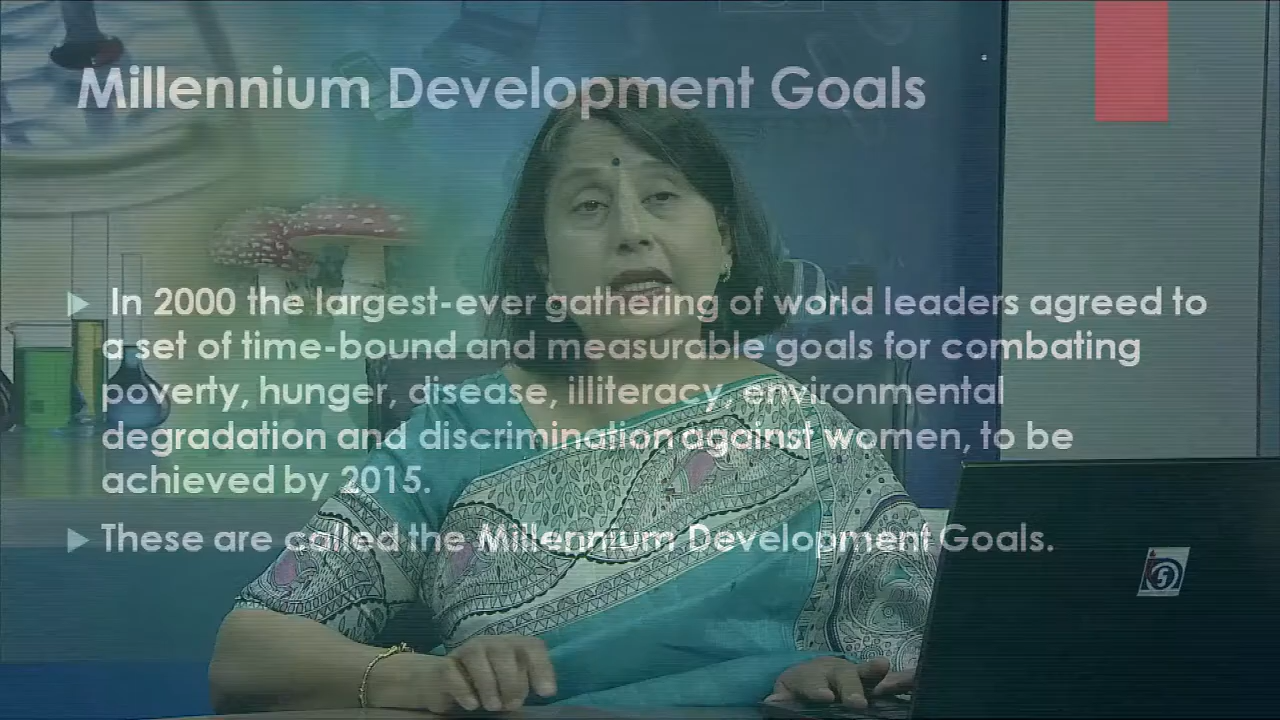 Millennium Development Goals
In 2000 the largest-ever gathering of world leaders agreed to
a set of time-bound and measurable goals for combating
poverty, hunger, disease, illiteracy, environmental
degradation and discrimination against women, to be
achieved by 2015.
These are called the Millennium Development Goals.